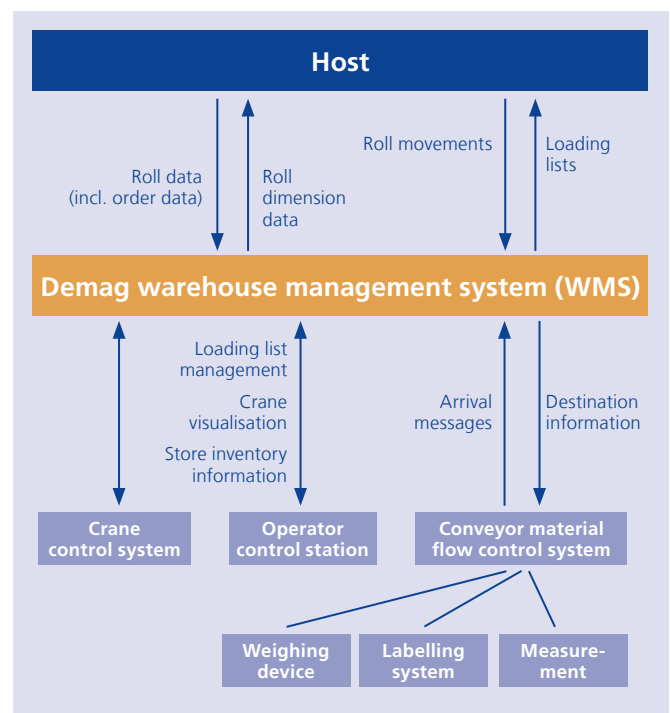 Host
Roll data
(incl. order data)
Roll
dimension
data
Roll movements
Loading
lists
Demag warehouse management system (WMS)
Loading list
management
Crane
visualisation
Store inventory
information
Arrival
messages
Destination
information
Crane
control system
Operator
control station
Conveyor material
flow control system
Weighing
device
Labelling
system
Measure-
ment